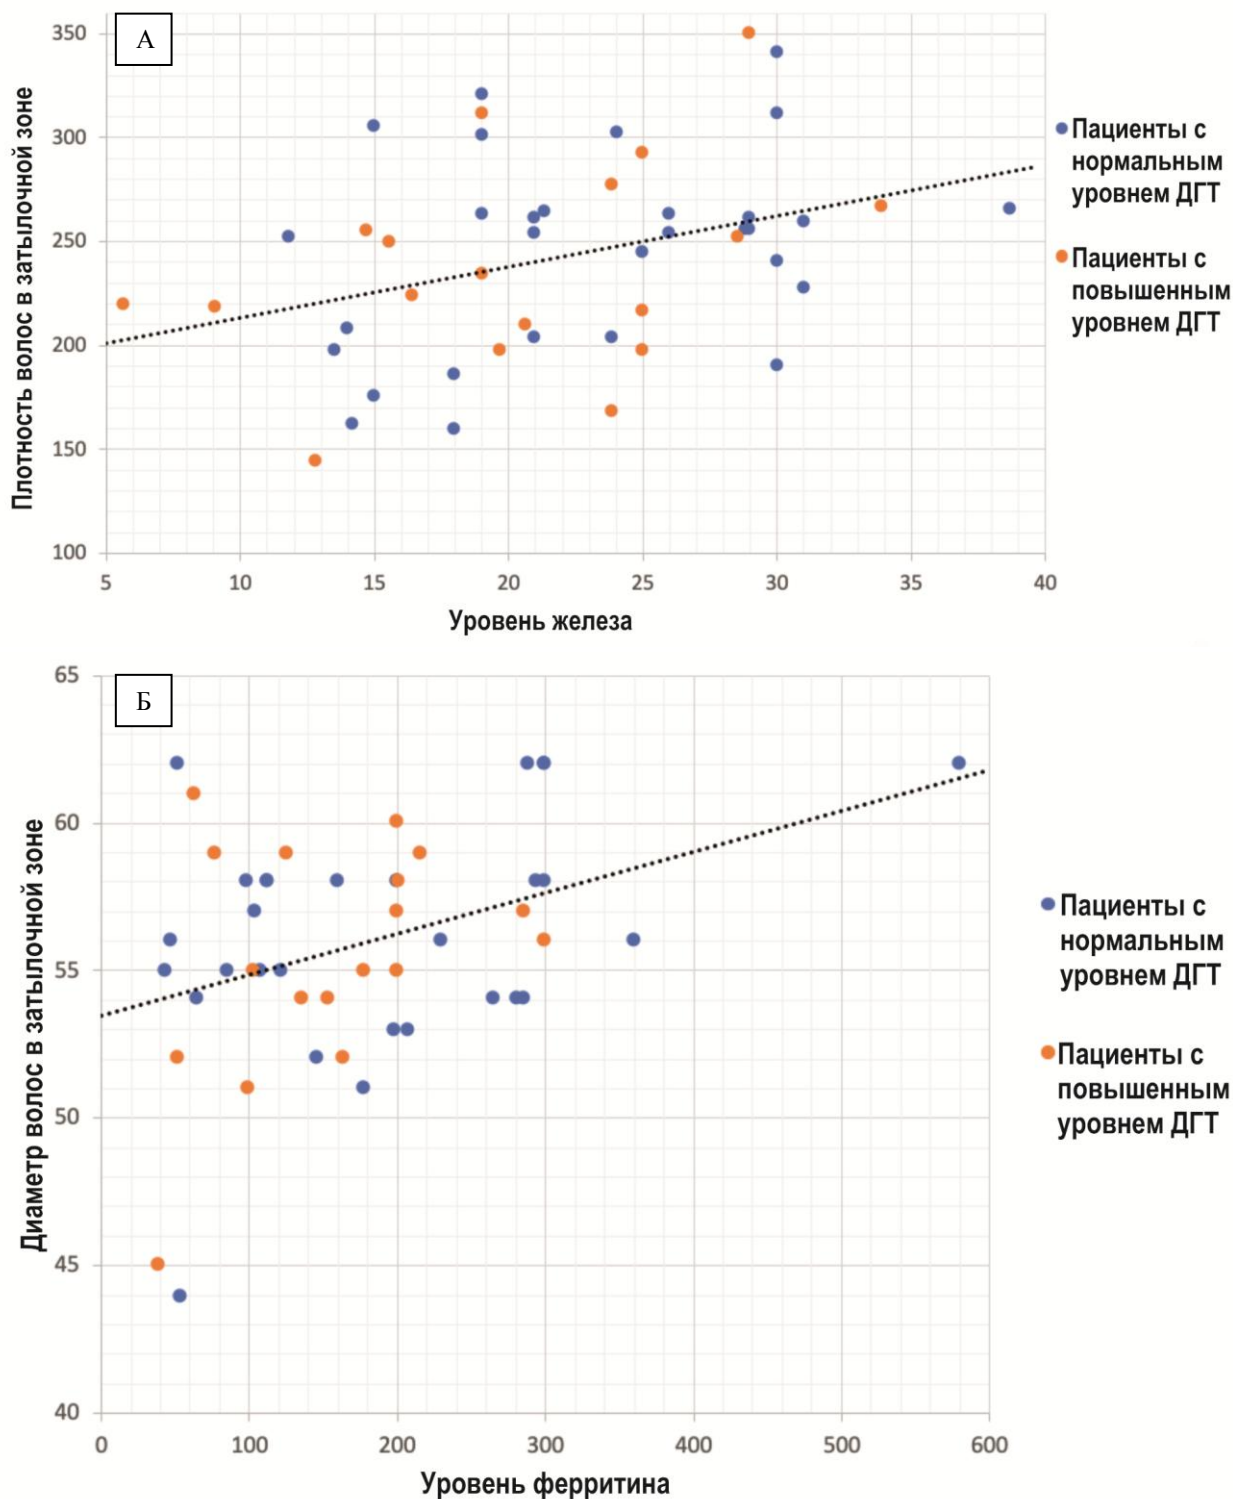 А
350
300
250
200
150
100
5 10 15 20 25 30 35 40
Плотность волос в затылочной зоне
Уровень железа
Пациенты с
нормальным
уровнем ДГТ
Пациенты с
повышенным
уровнем ДГТ
Б
65
60
55
50
45
40
0 100 200 300 400 500 600
Диаметр волос в затылочной зоне
Уровень ферритина
Пациенты с
нормальным
уровнем ДГТ
Пациенты с
повышенным
уровнем ДГТ